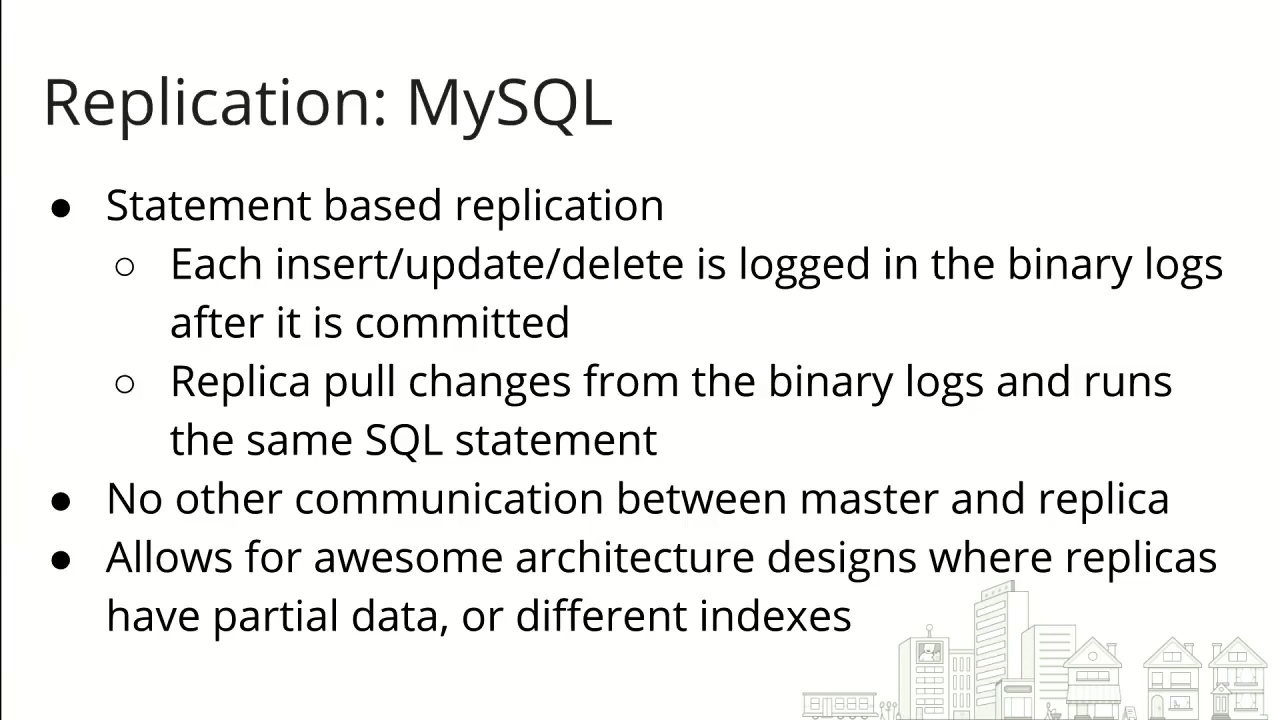 Replication: MySQL
● Statement based replication
○ Each insert/update/delete is logged in the binary logs
after it is committed
○ Replica pull changes from the binary logs and runs
the same SQL statement
● No other communication between master and replica
● Allows for awesome architecture designs where replicas
have partial data, or different indexes